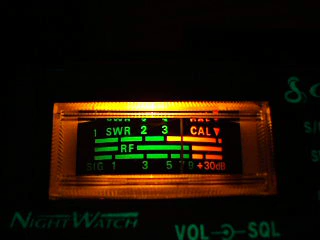 1 SWR 2 3 CAL▼
RF
SIG 1 3 5 7 9 +30dB
NIGHTWATCH
VOL SQL